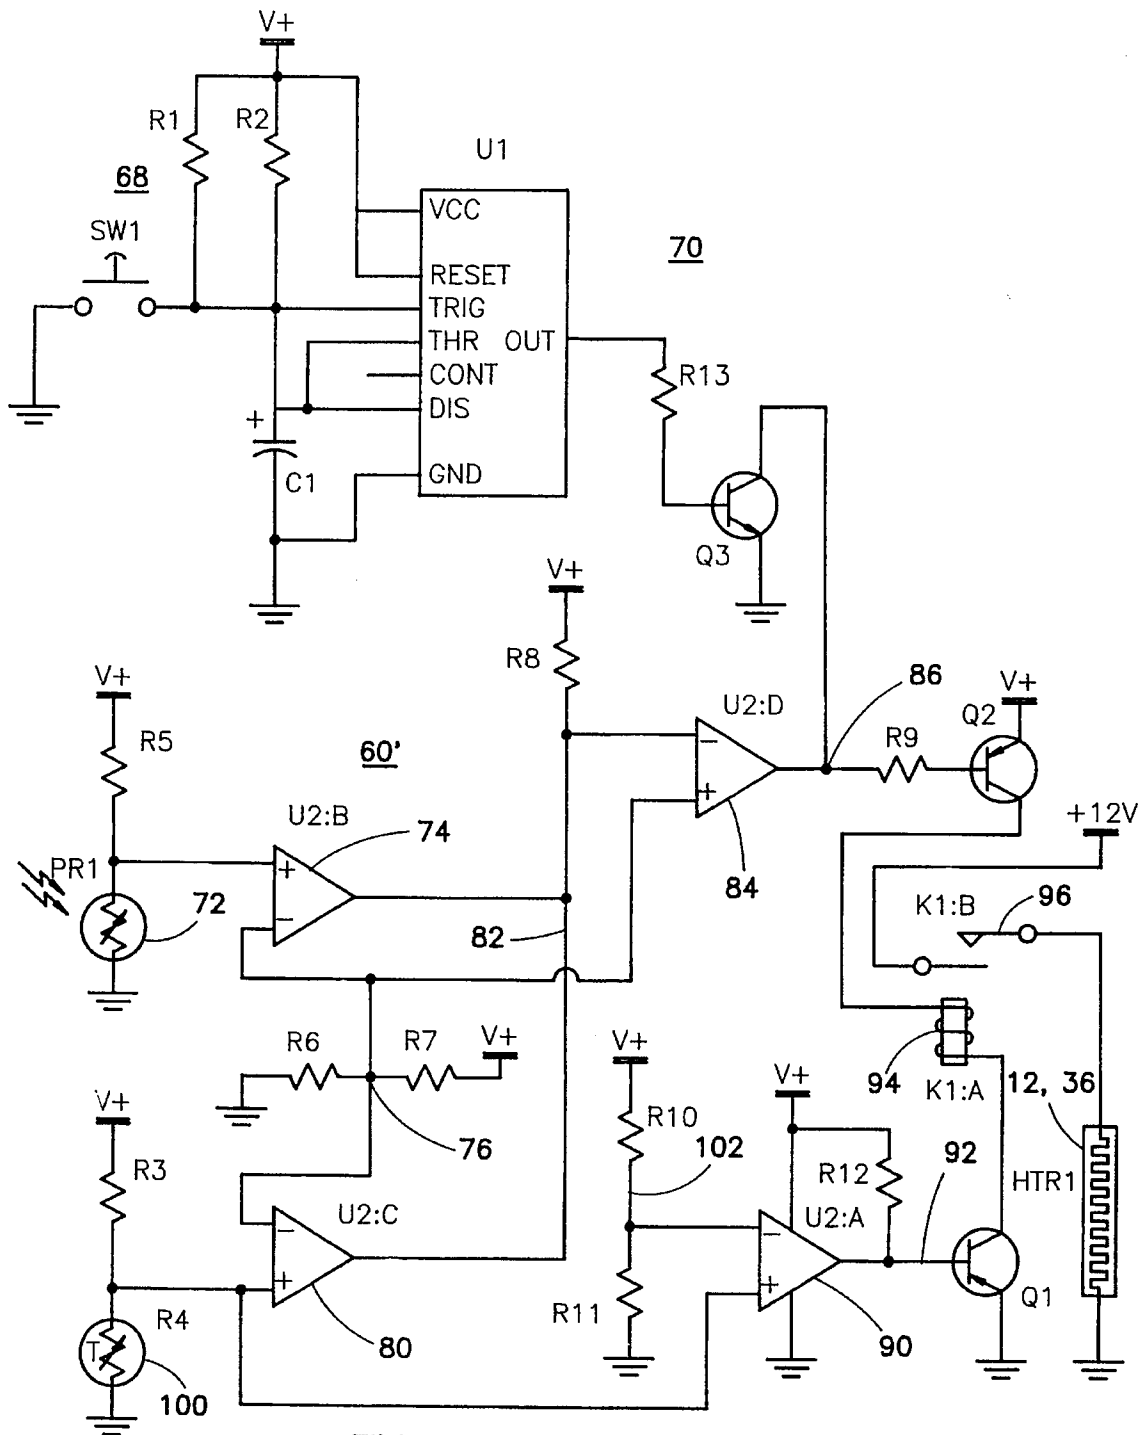 V+
R1
R2
U1
68
VCC
SW1
70
RESET
TRIG
THR
OUT
CONT
R13
DIS
+
GND
C1
Q3
V+
R8
V+
86
V+
U2:D
Q2
R5
R9
60'
−
+12V
U2:B
74
+
PR1
+
84
K1:B
96
72
−
82
R6
R7
V+
V+
V+
94
K1:A
12, 36
V+
R10
76
102
R12
92
R3
HTR1
U2:C
U2:A
−
−
+
+
R4
R11
Q1
T
80
90
100